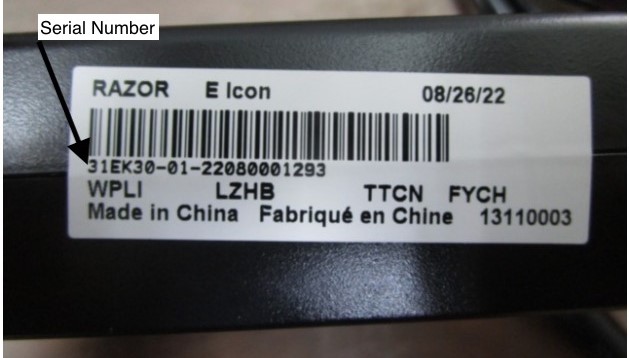 Serial Number
RAZOR E Icon 08/26/22
31EK30-01-22080001293
WPLI LZHB TTCN FYCH
Made in China Fabriqué en Chine 13110003